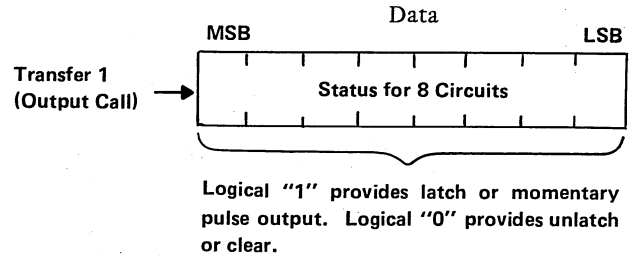 Data
MSB LSB
Transfer 1
(Output Call)
Status for 8 Circuits
Logical “1” provides latch or momentary
pulse output. Logical “0” provides unlatch
or clear.